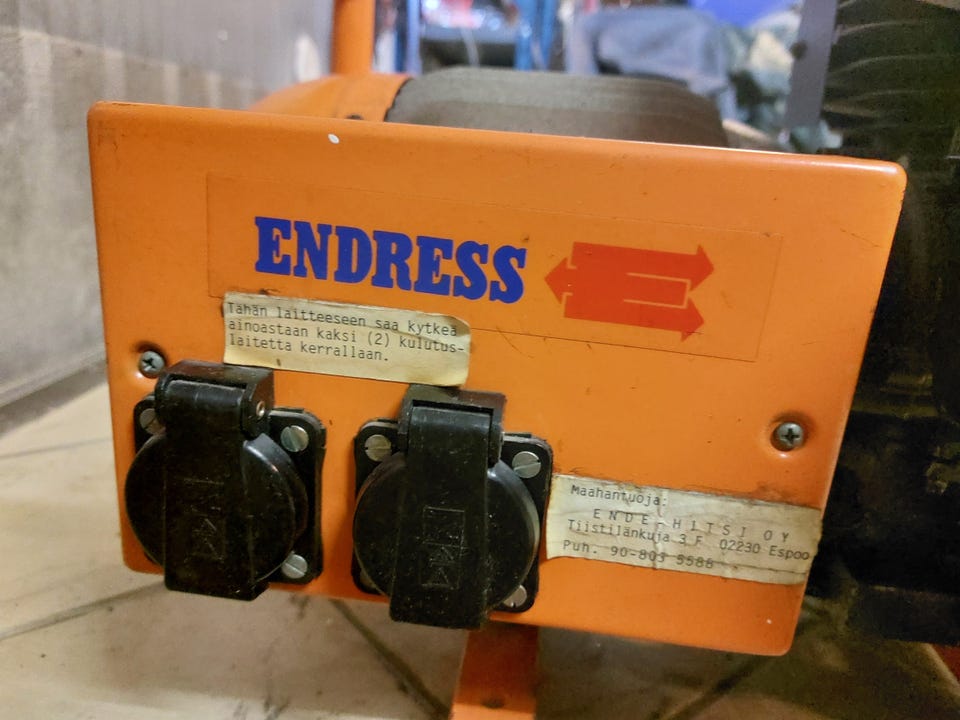 ENDRESS
Tähän laitteeseen saa kytkeä
ainoastaan kaksi (2) kulutus-
laitetta kerrallaan.
Maahantuoja:
ENDE-HITSI OY
Tiistilänkuja 3 F 02230 Espoo
Puh. 90-803 5588